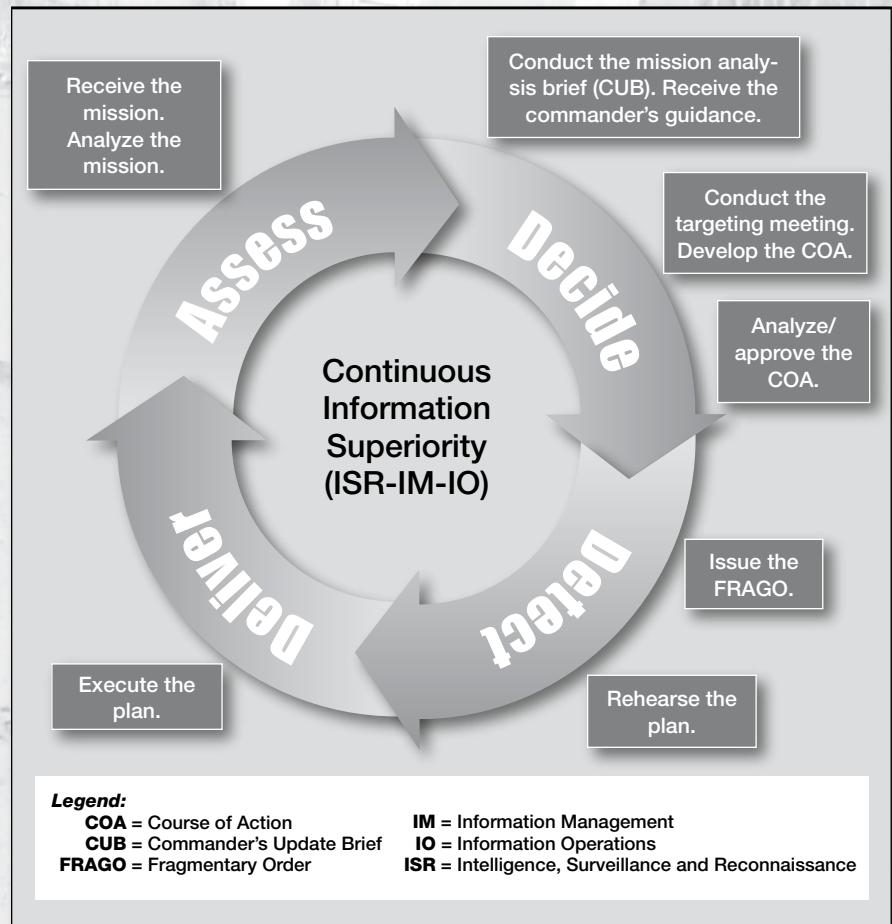 Receive the
mission.
Analyze the
mission.
Conduct the mission analy-
sis brief (CUB). Receive the
commander’s guidance.
Conduct the
targeting meeting.
Develop the COA.
Analyze/
approve the
COA.
Issue the
FRAGO.
Rehearse the
plan.
Execute the
plan.
Assess
Decide
Detect
Deliver
Continuous
Information
Superiority
(ISR-IM-IO)
Legend:
COA = Course of Action
CUB = Commander’s Update Brief
FRAGO = Fragmentary Order
IM = Information Management
IO = Information Operations
ISR = Intelligence, Surveillance and Reconnaissance